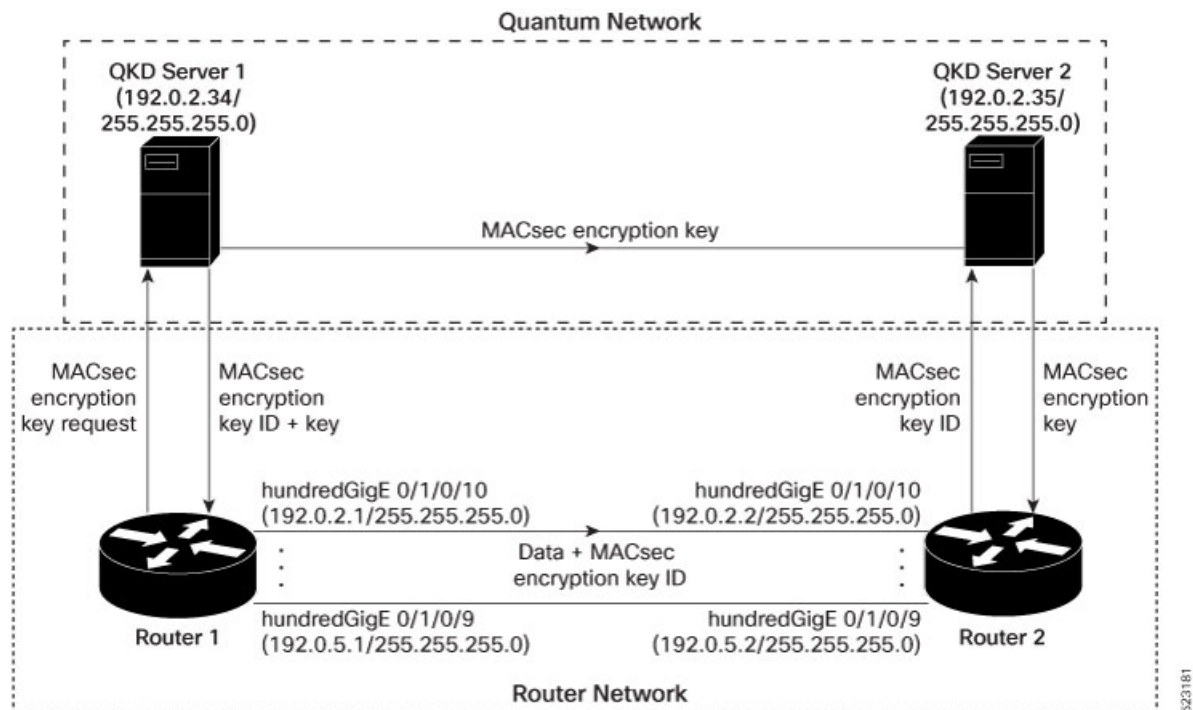 Quantum Network
QKD Server 1
(192.0.2.34/
255.255.255.0)
QKD Server 2
(192.0.2.35/
255.255.255.0)
MACsec encryption key
MACsec
encryption
key request
MACsec
encryption
key ID + key
MACsec
encryption
key ID
MACsec
encryption
key
hundredGigE 0/1/0/10
(192.0.2.1/255.255.255.0)
hundredGigE 0/1/0/10
(192.0.2.2/255.255.255.0)
Data + MACsec
encryption key ID
hundredGigE 0/1/0/9
(192.0.5.1/255.255.255.0)
hundredGigE 0/1/0/9
(192.0.5.2/255.255.255.0)
Router 1
Router 2
Router Network
523181